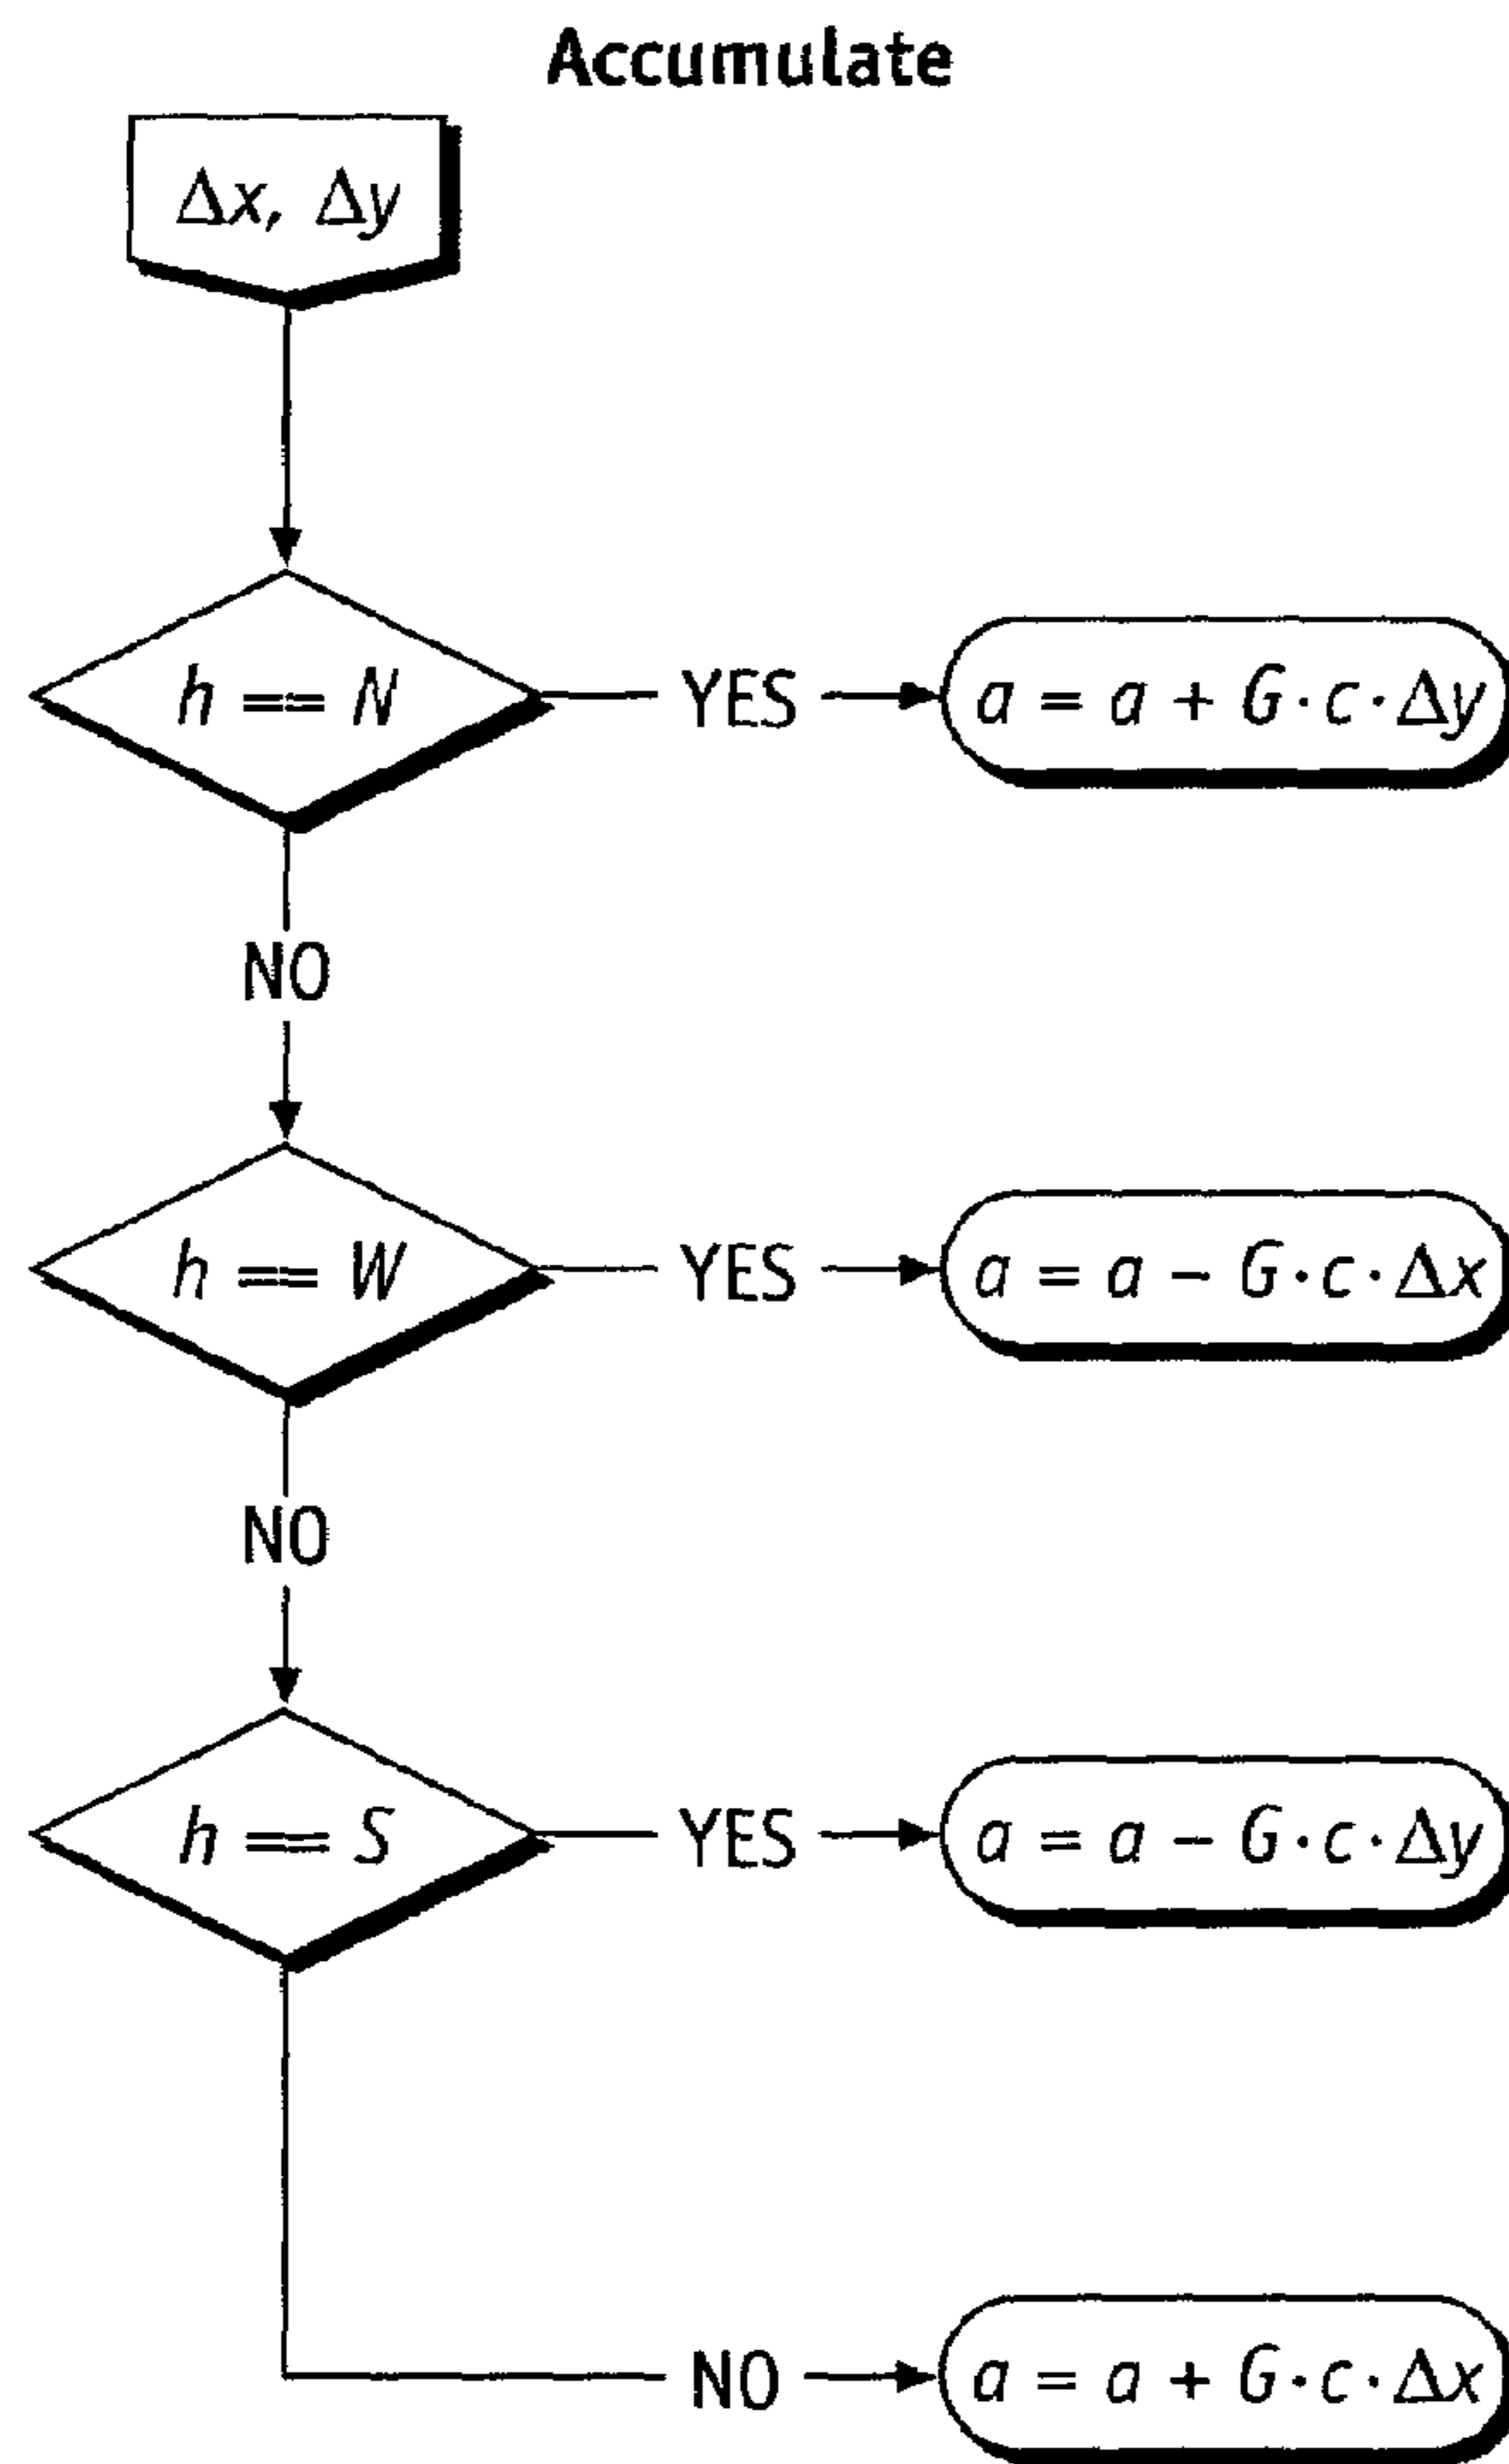 Accumulate
Δx, Δy
h == N
YES
a = a + G·c·Δy
NO
h == W
YES
a = a − G·c·Δx
NO
h == S
YES
a = a − G·c·Δy
NO
a = a + G·c·Δx